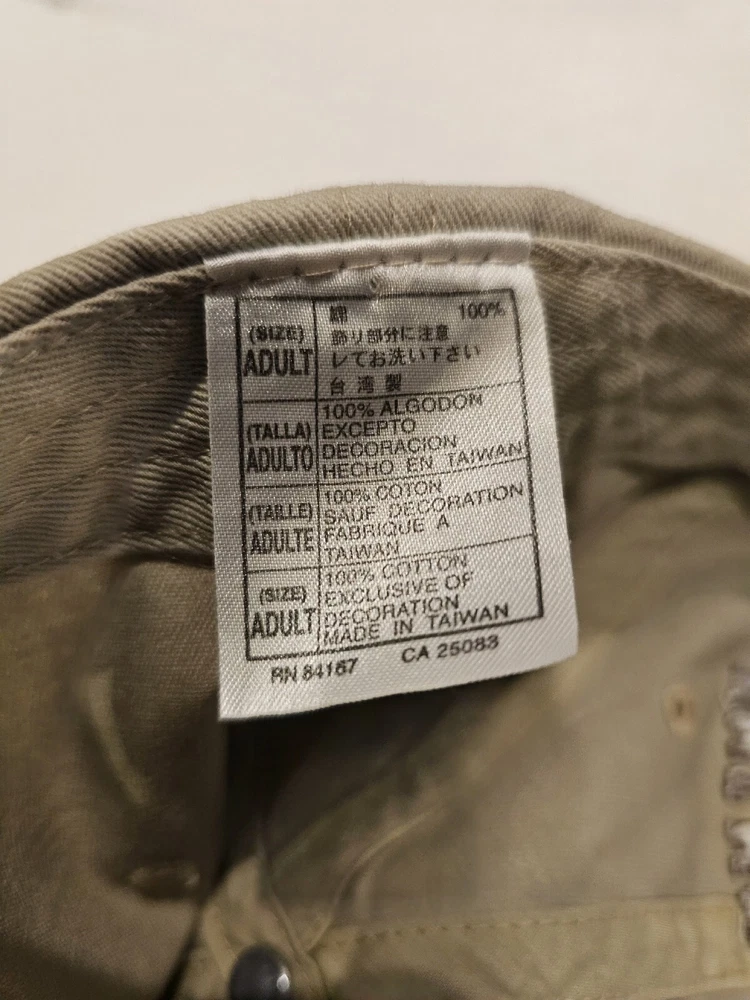 (SIZE)
ADULT
綿 100%
飾り部分に注意
してお洗い下さい
台湾製
(TALLA)
ADULTO
100% ALGODON
EXCEPTO
DECORACION
HECHO EN TAIWAN
(TAILLE)
ADULTE
100% COTON
SAUF DECORATION
FABRIQUE A
TAIWAN
(SIZE)
ADULT
100% COTTON
EXCLUSIVE OF
DECORATION
MADE IN TAIWAN
RN 84167 CA 25083